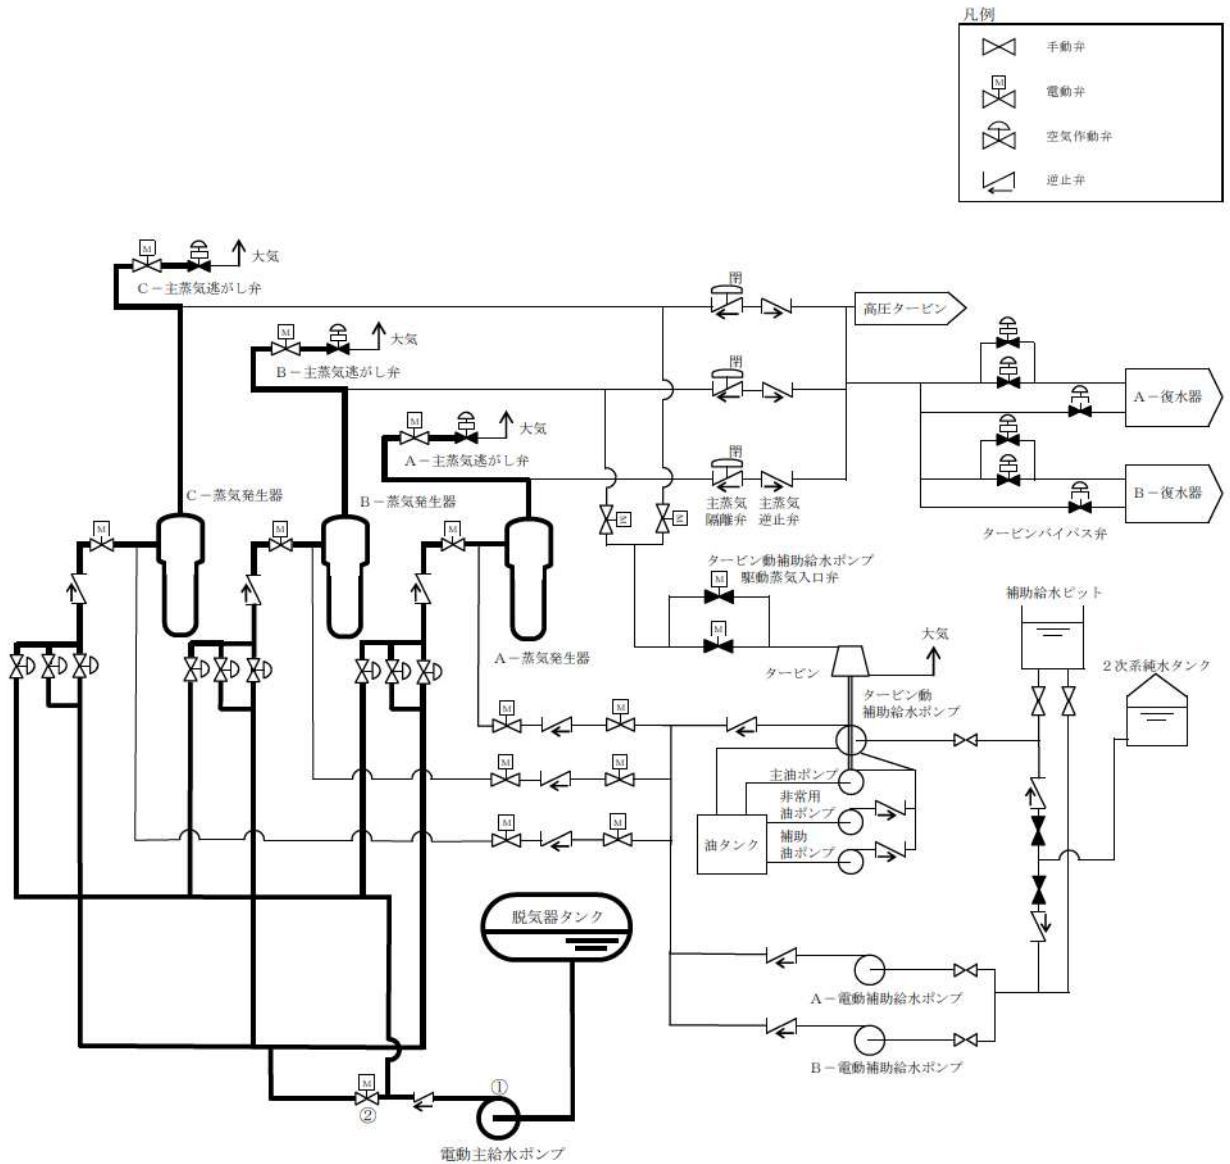 凡例
手動弁
M
電動弁
空気作動弁
逆止弁
M
大気
C－主蒸気逃がし弁
M
大気
B－主蒸気逃がし弁
M
大気
A－主蒸気逃がし弁
閉
高圧タービン
閉
A－復水器
閉
主蒸気
隔離弁
主蒸気
逆止弁
B－復水器
タービンバイパス弁
C－蒸気発生器
B－蒸気発生器
M
M
M
M
M
A－蒸気発生器
タービン動補助給水ポンプ
駆動蒸気入口弁
M
M
補助給水ピット
大気
タービン
2次系純水タンク
タービン動
補助給水ポンプ
M
M
主油ポンプ
M
M
非常用
油ポンプ
M
M
補助
油ポンプ
油タンク
脱気器タンク
A－電動補助給水ポンプ
B－電動補助給水ポンプ
M
①
②
電動主給水ポンプ